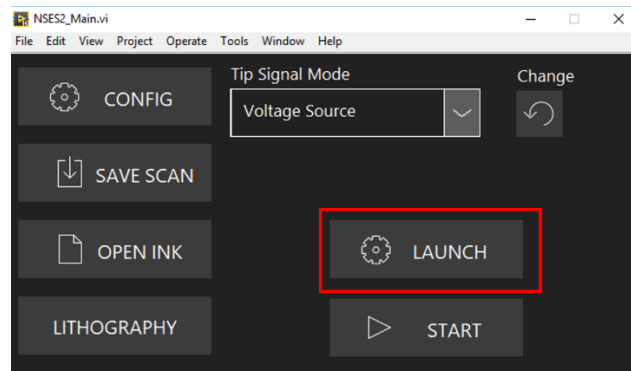 NSES2_Main.vi
File Edit View Project Operate Tools Window Help
CONFIG
Tip Signal Mode
Change
Voltage Source
SAVE SCAN
OPEN INK
LAUNCH
LITHOGRAPHY
START